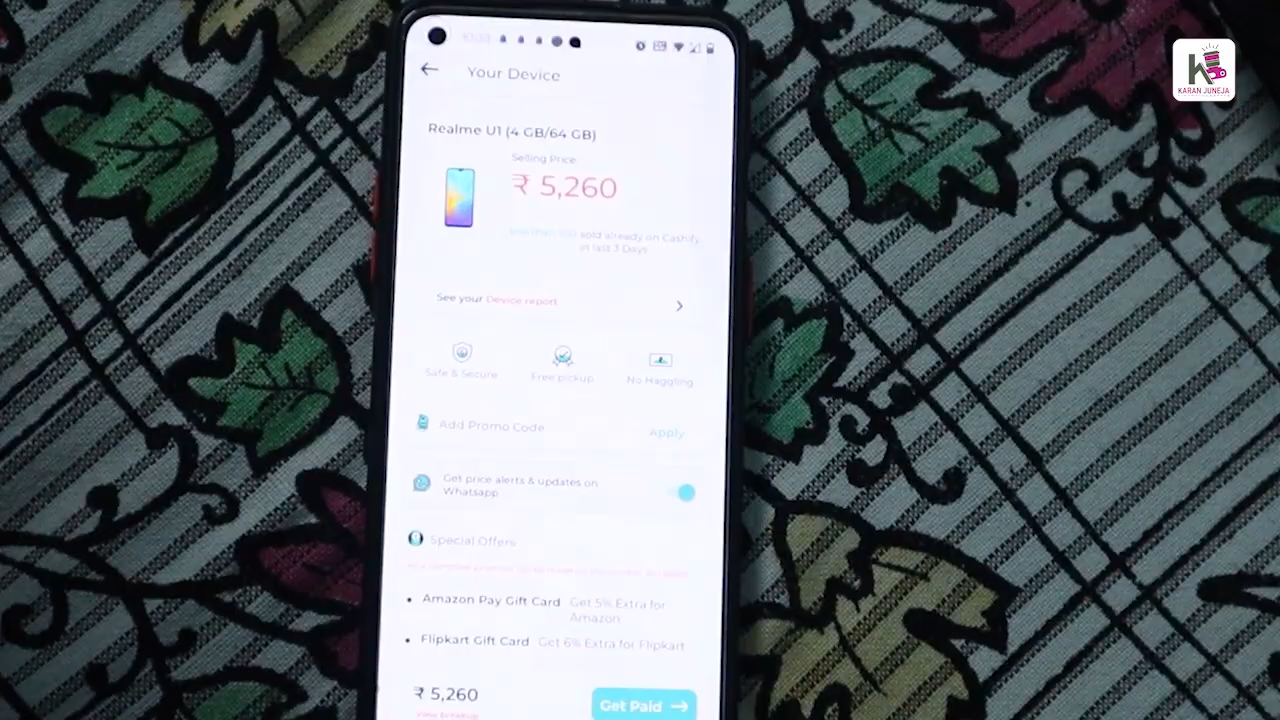 KARAN JUNEJA
Your Device
Realme U1 (4 GB/64 GB)
Selling Price
₹ 5,260
sold already on Cashify
in last 3 Days
See your Device report
Safe & Secure
Free pickup
No Haggling
Add Promo Code
Apply
Get price alerts & updates on
Whatsapp
Special Offers
Amazon Pay Gift Card Get 5% Extra for
Amazon
Flipkart Gift Card Get 6% Extra for Flipkart
₹ 5,260
View breakup
Get Paid →